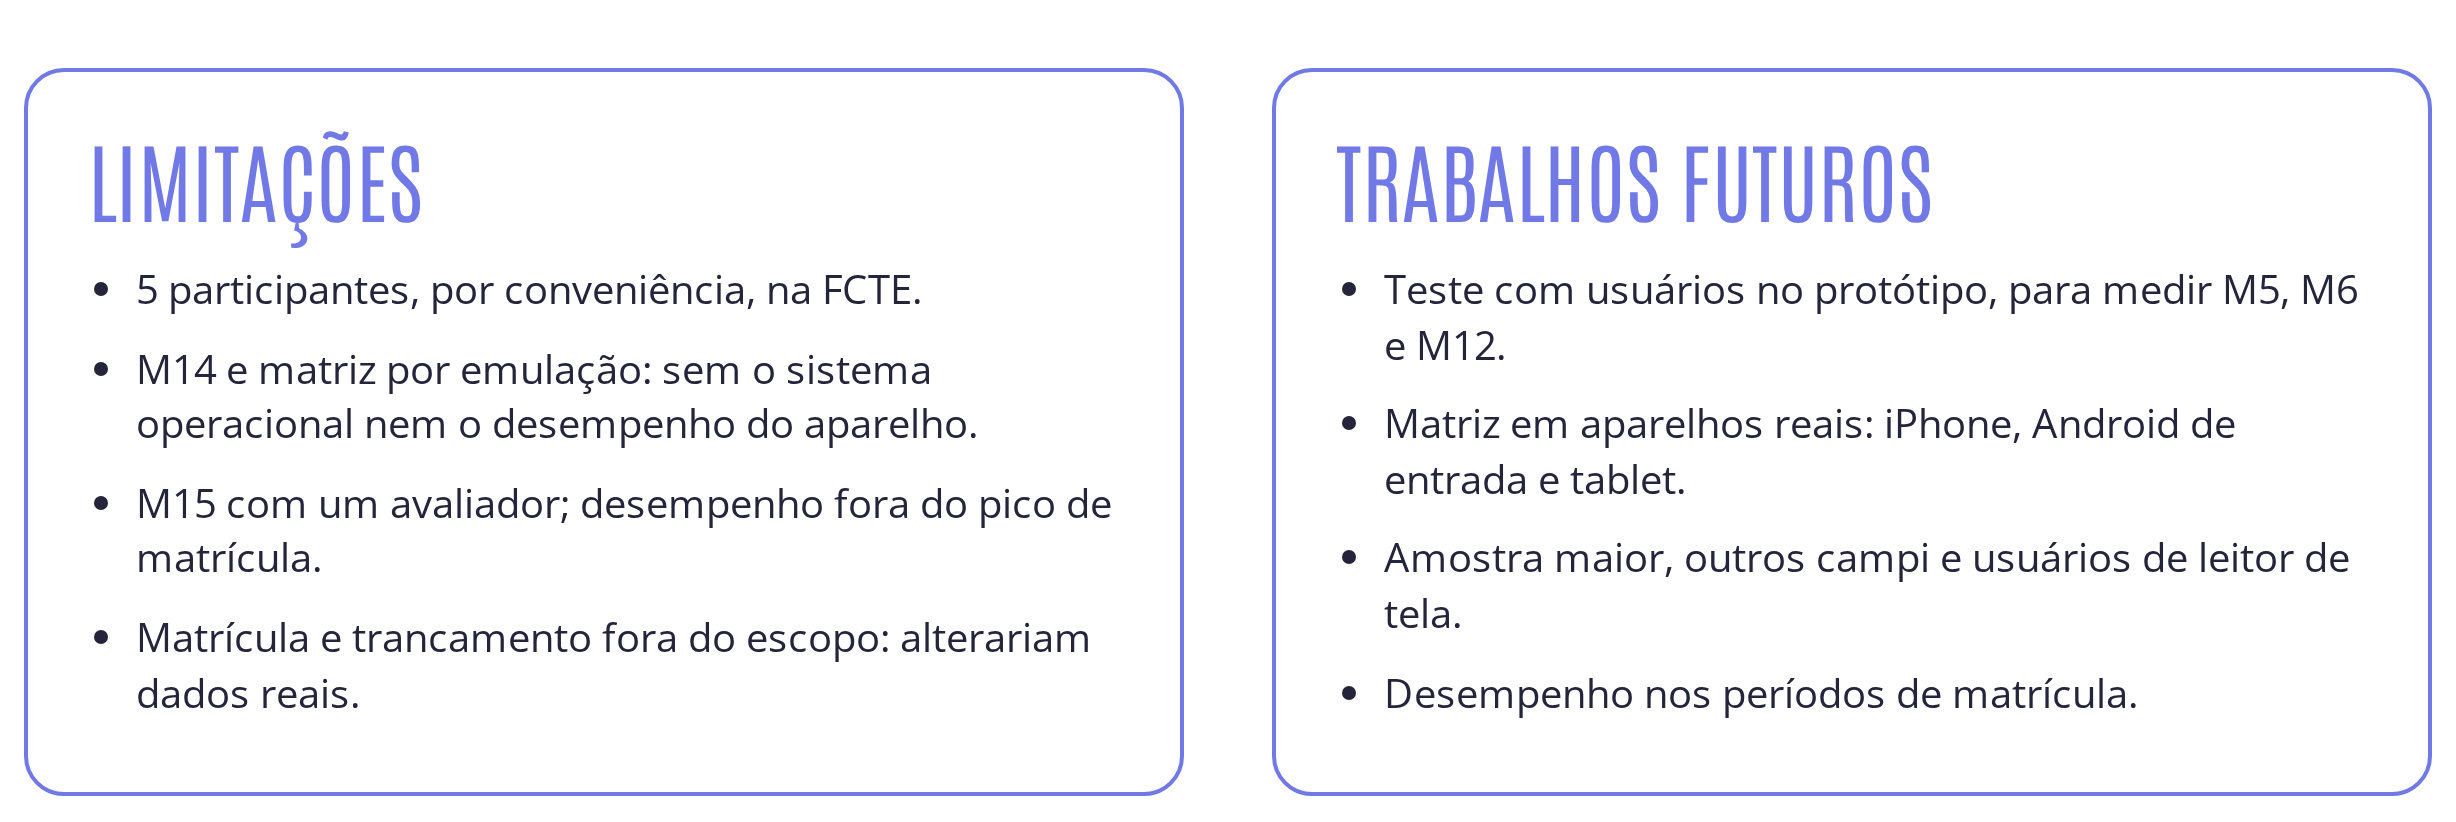 LIMITAÇÕES
5 participantes, por conveniência, na FCTE.
M14 e matriz por emulação: sem o sistema
operacional nem o desempenho do aparelho.
M15 com um avaliador; desempenho fora do pico de
matrícula.
Matrícula e trancamento fora do escopo: alterariam
dados reais.
TRABALHOS FUTUROS
Teste com usuários no protótipo, para medir M5, M6
e M12.
Matriz em aparelhos reais: iPhone, Android de
entrada e tablet.
Amostra maior, outros campi e usuários de leitor de
tela.
Desempenho nos períodos de matrícula.